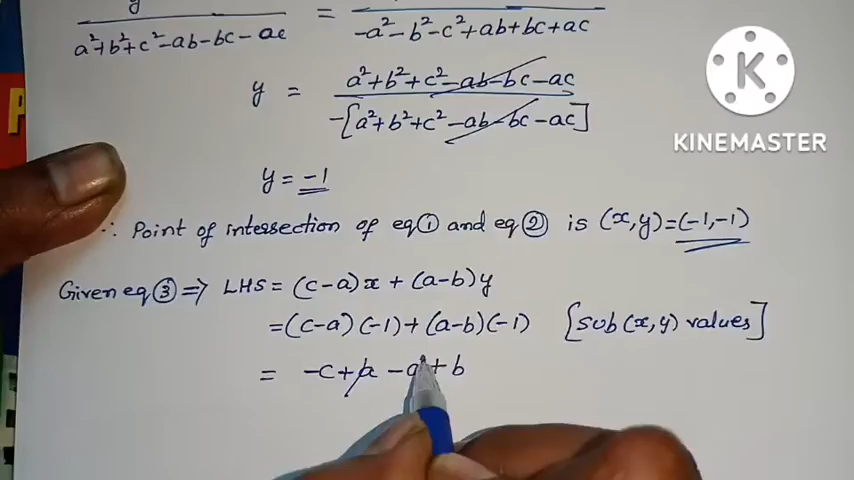 y
a²+b²+c²-ab-bc-ac = -a²-b²-c²+ab+bc+ac
y = a²+b²+c²-ab-bc-ac
-[a²+b²+c²-ab-bc-ac]
y = -1
∴ Point of intersection of eq① and eq② is (x,y)=(-1,-1)
Given eq③ ⇒ LHS = (c-a)x + (a-b)y
=(c-a)(-1)+(a-b)(-1) [sub(x,y) values]
= -c+a -a+b
K
KINEMASTER